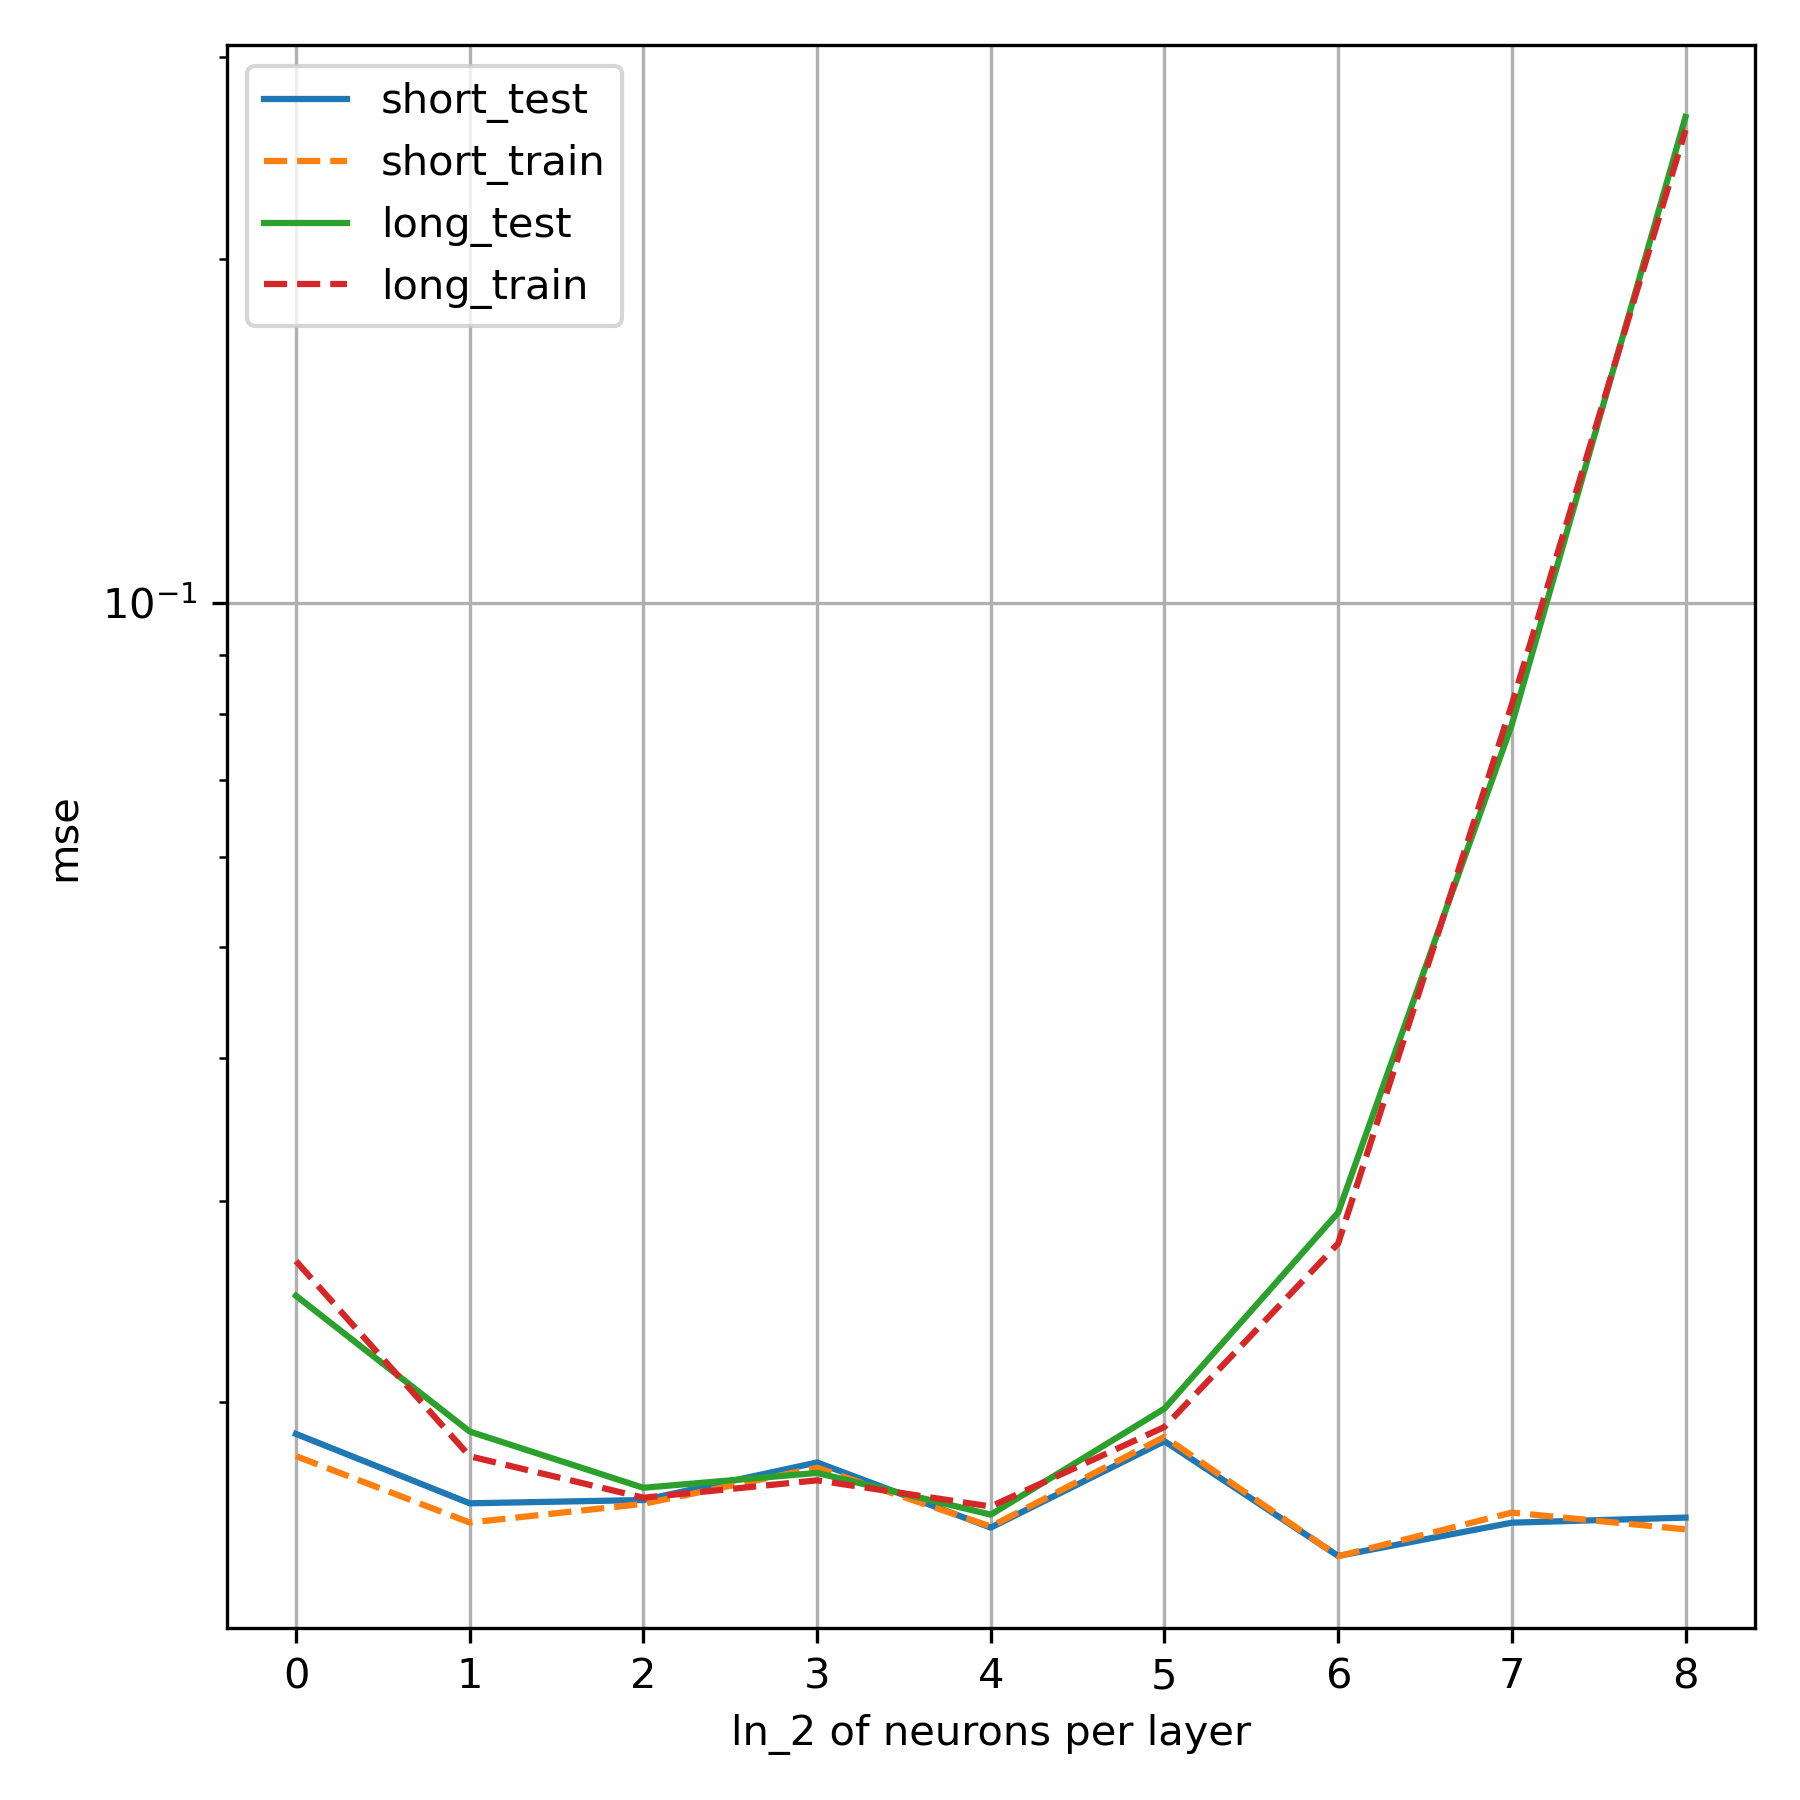 short_test
short_train
long_test
long_train
10⁻¹
mse
0 1 2 3 4 5 6 7 8
ln_2 of neurons per layer